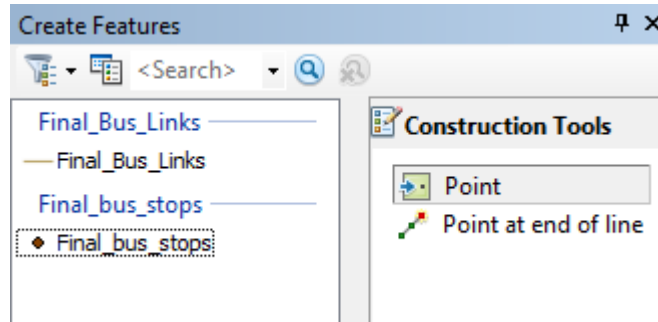 Create Features
<Search>
Final_Bus_Links
Final_Bus_Links
Final_bus_stops
Final_bus_stops
Construction Tools
Point
Point at end of line